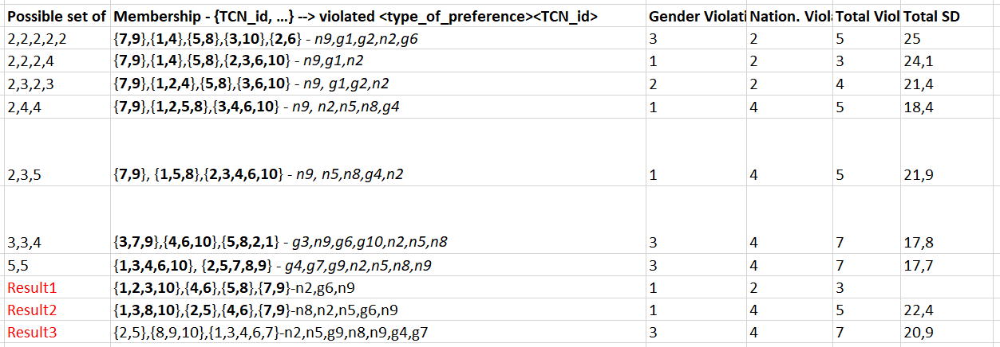 Possible set of Membership - {TCN_id, ...} --> violated <type_of_preference><TCN_id> Gender Violati Nation. Viol Total Viol Total SD
2,2,2,2,2 {7,9},{1,4},{5,8},{3,10},{2,6} - n9,g1,g2,n2,g6 3 2 5 25
2,2,2,4 {7,9},{1,4},{5,8},{2,3,6,10} - n9,g1,n2 1 2 3 24,1
2,3,2,3 {7,9},{1,2,4},{5,8},{3,6,10} - n9, g1,g2,n2 2 2 4 21,4
2,4,4 {7,9},{1,2,5,8},{3,4,6,10} - n9, n2,n5,n8,g4 1 4 5 18,4
2,3,5 {7,9}, {1,5,8},{2,3,4,6,10} - n9, n5,n8,g4,n2 1 4 5 21,9
3,3,4 {3,7,9},{4,6,10},{5,8,2,1} - g3,n9,g6,g10,n2,n5,n8 3 4 7 17,8
5,5 {1,3,4,6,10}, {2,5,7,8,9} - g4,g7,g9,n2,n5,n8,n9 3 4 7 17,7
Result1 {1,2,3,10},{4,6},{5,8},{7,9}-n2,g6,n9 1 2 3
Result2 {1,3,8,10},{2,5},{4,6},{7,9}-n8,n2,n5,g6,n9 1 4 5 22,4
Result3 {2,5},{8,9,10},{1,3,4,6,7}-n2,n5,g9,n8,n9,g4,g7 3 4 7 20,9